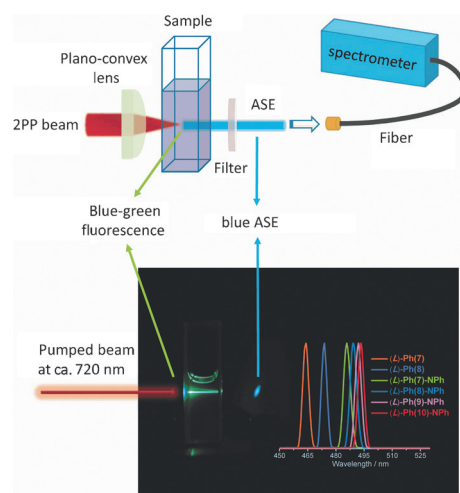 Sample
Plano-convex
lens
spectrometer
ASE
2PP beam
Fiber
Filter
Blue-green
fluorescence
blue ASE
Pumped beam
at ca. 720 nm
(L)-Ph(7)
(L)-Ph(8)
(L)-Ph(7)-NPh
(L)-Ph(8)-NPh
(L)-Ph(9)-NPh
(L)-Ph(10)-NPh
450 465 480 495 510 525
Wavelength / nm